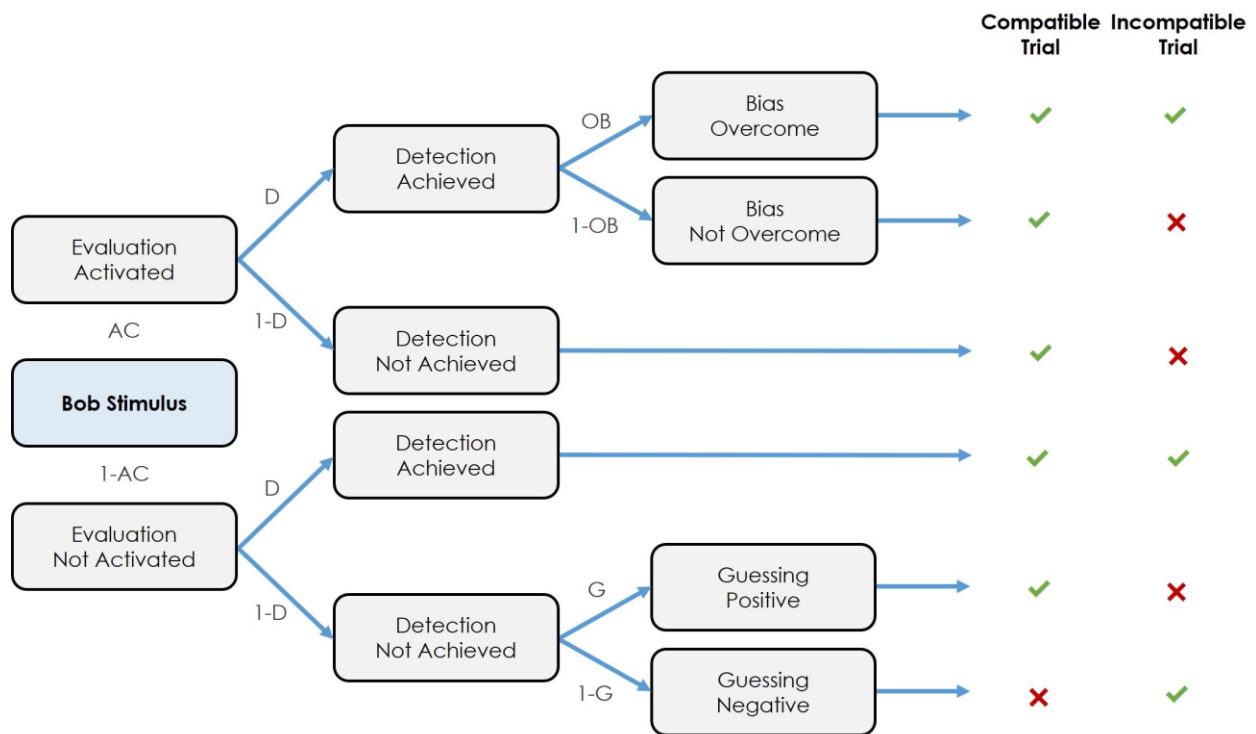 Compatible Trial
Incompatible Trial
OB
Bias
Overcome
Detection
Achieved
D
1-OB
Bias
Not Overcome
Evaluation
Activated
1-D
AC
Detection
Not Achieved
Bob Stimulus
Detection
Achieved
1-AC
D
Evaluation
Not Activated
G
Guessing
Positive
1-D
Detection
Not Achieved
1-G
Guessing
Negative